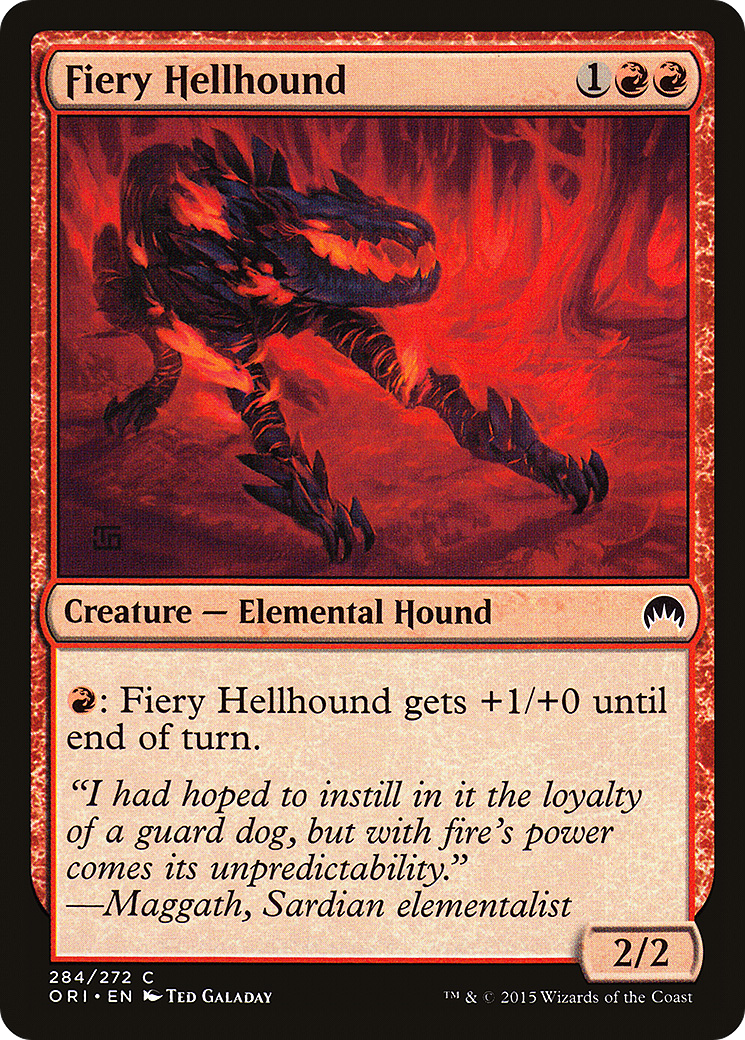 Fiery Hellhound 1
Creature — Elemental Hound
: Fiery Hellhound gets +1/+0 until
end of turn.
“I had hoped to instill in it the loyalty
of a guard dog, but with fire’s power
comes its unpredictability.”
—Maggath, Sardian elementalist
2/2
284/272 C
ORI • EN Ted Galaday
™ & © 2015 Wizards of the Coast